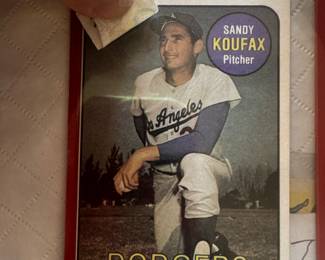 SANDY
KOUFAX
Pitcher
Los Angeles
DODGERS